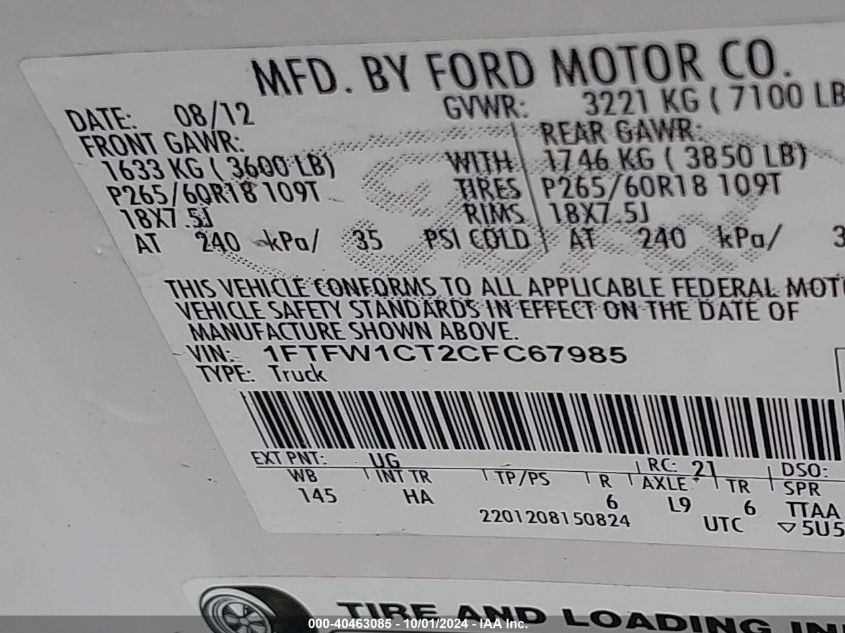 MFD. BY FORD MOTOR CO.
DATE: 08/12 GVWR: 3221 KG ( 7100 LB
FRONT GAWR: REAR GAWR:
1633 KG ( 3600 LB) WITH 1746 KG ( 3850 LB)
P265/60R18 109T TIRES P265/60R18 109T
18X7.5J RIMS 18X7.5J
AT 240 kPa/ 35 PSI COLD AT 240 kPa/ 3
THIS VEHICLE CONFORMS TO ALL APPLICABLE FEDERAL MOT
VEHICLE SAFETY STANDARDS IN EFFECT ON THE DATE OF
MANUFACTURE SHOWN ABOVE.
VIN: 1FTFW1CT2CFC67985
TYPE: Truck
EXT PNT: UG RC: 21 DSO:
WB INT TR TP/PS R AXLE TR SPR
145 HA 6 L9 6 TTAA
2201208150824 UTC ▽5U5
TIRE AND LOADING IN
000-40463085 - 10/01/2024 - IAA Inc.